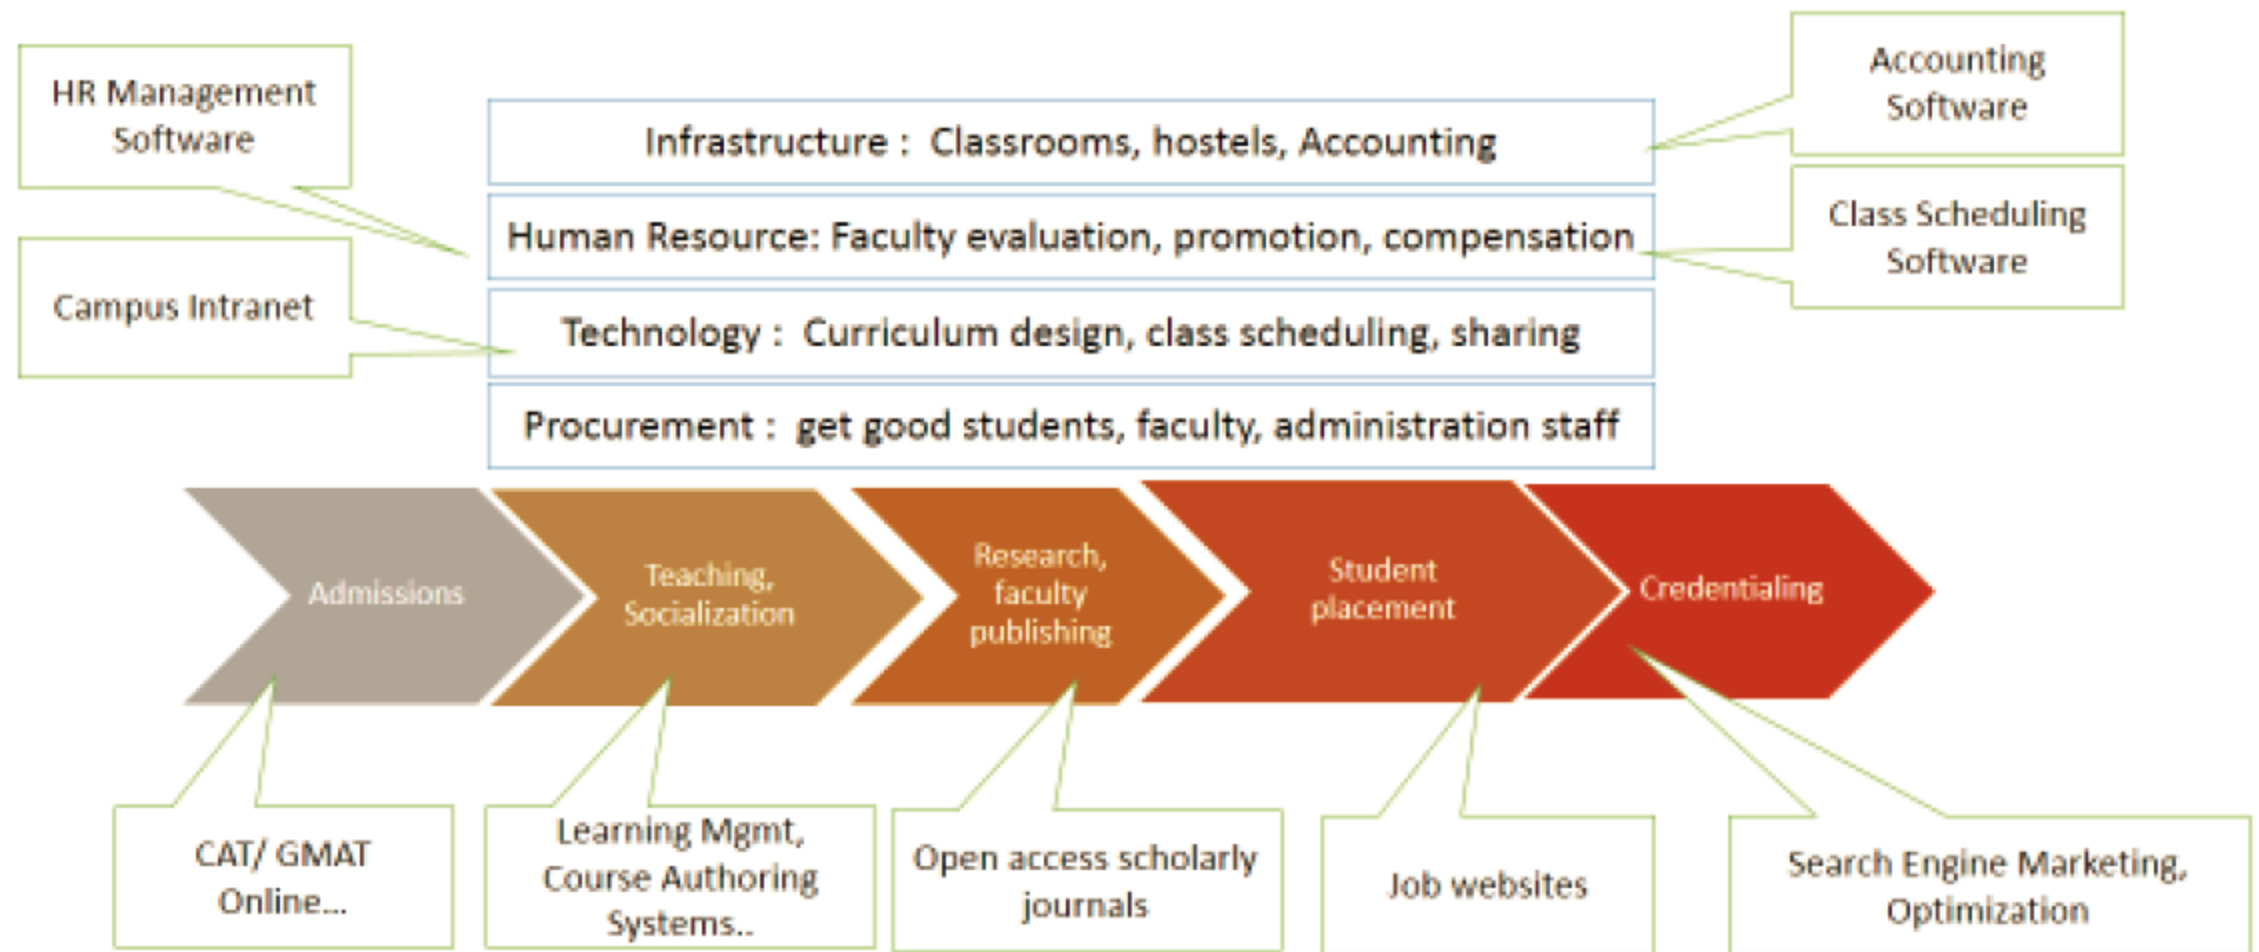 HR Management
Software
Accounting
Software
Infrastructure :  Classrooms, hostels, Accounting
Human Resource: Faculty evaluation, promotion, compensation
Class Scheduling
Software
Campus Intranet
Technology :  Curriculum design, class scheduling, sharing
Procurement :  get good students, faculty, administration staff
Admissions
Teaching,
Socialization
Research,
faculty
publishing
Student
placement
Credentialing
CAT/ GMAT
Online...
Learning Mgmt,
Course Authoring
Systems..
Open access scholarly
journals
Job websites
Search Engine Marketing,
Optimization